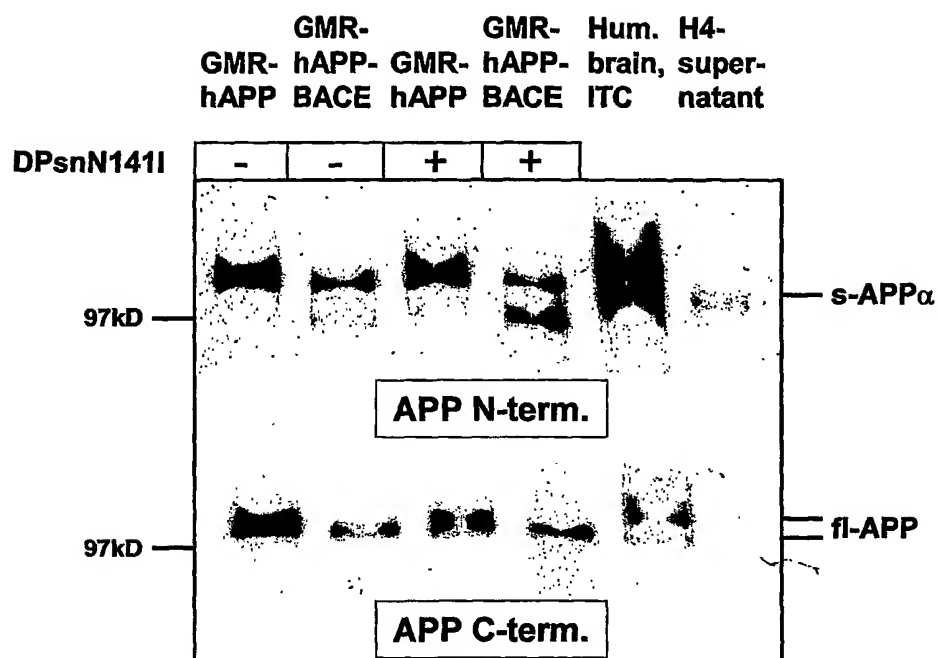 GMR-
hAPP
GMR-
hAPP-
BACE
GMR-
hAPP
GMR-
hAPP-
BACE
Hum.
brain,
ITC
H4-
super-
natant
DPsnN141I
-
-
+
+
97kD
s-APPα
APP N-term.
97kD
fl-APP
APP C-term.